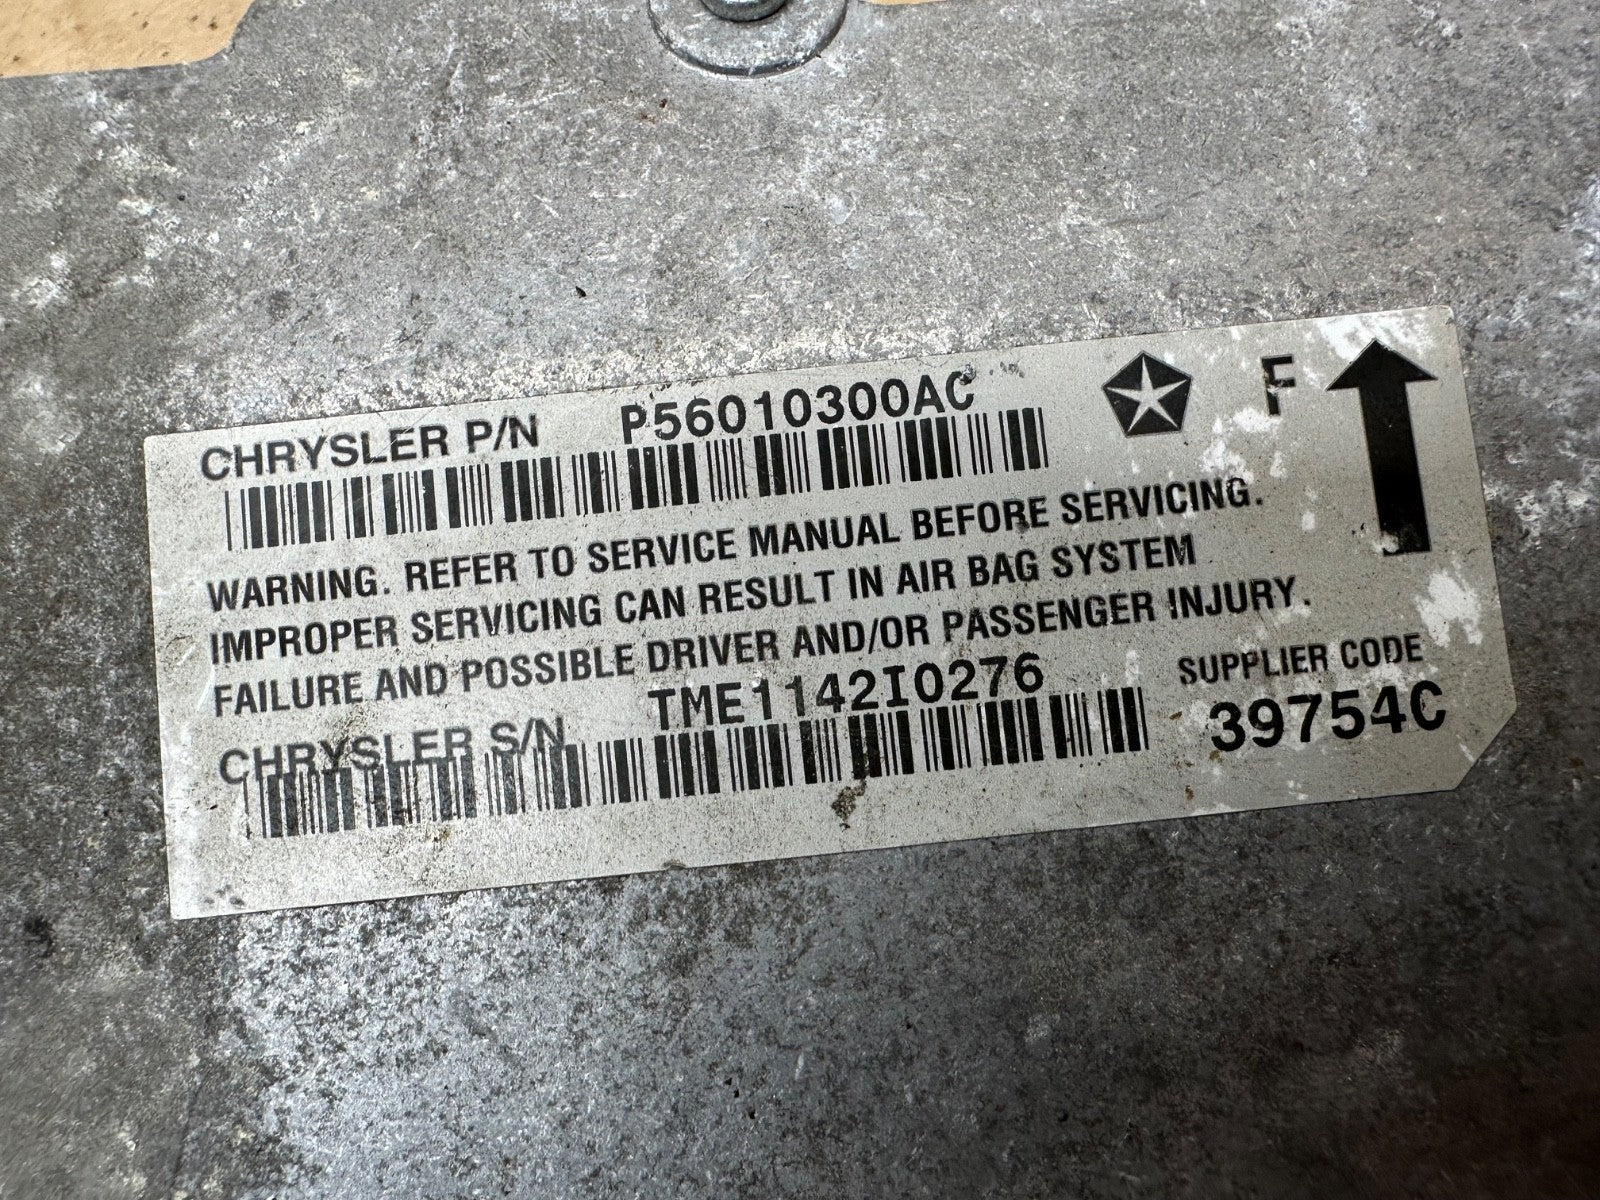 CHRYSLER P/N P56010300AC F
WARNING. REFER TO SERVICE MANUAL BEFORE SERVICING.
IMPROPER SERVICING CAN RESULT IN AIR BAG SYSTEM
FAILURE AND POSSIBLE DRIVER AND/OR PASSENGER INJURY.
CHRYSLER S/N TME1142I0276
SUPPLIER CODE
39754C